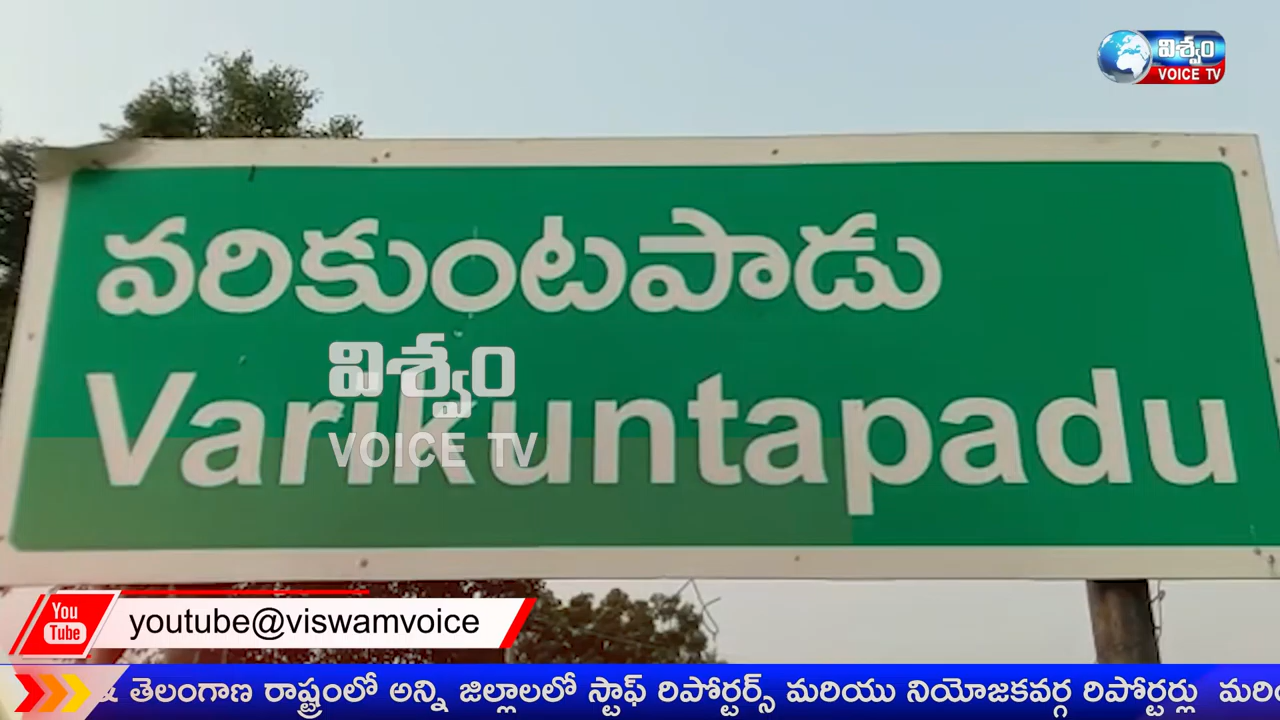 విశ్వం
VOICE TV
వరికుంటపాడు
విశ్వం
Varikuntapadu
VOICE TV
You
Tube
youtube@viswamvoice
& తెలంగాణ రాష్ట్రంలో అన్ని జిల్లాలలో స్టాఫ్ రిపోర్టర్స్ మరియు నియోజకవర్గ రిపోర్టర్లు